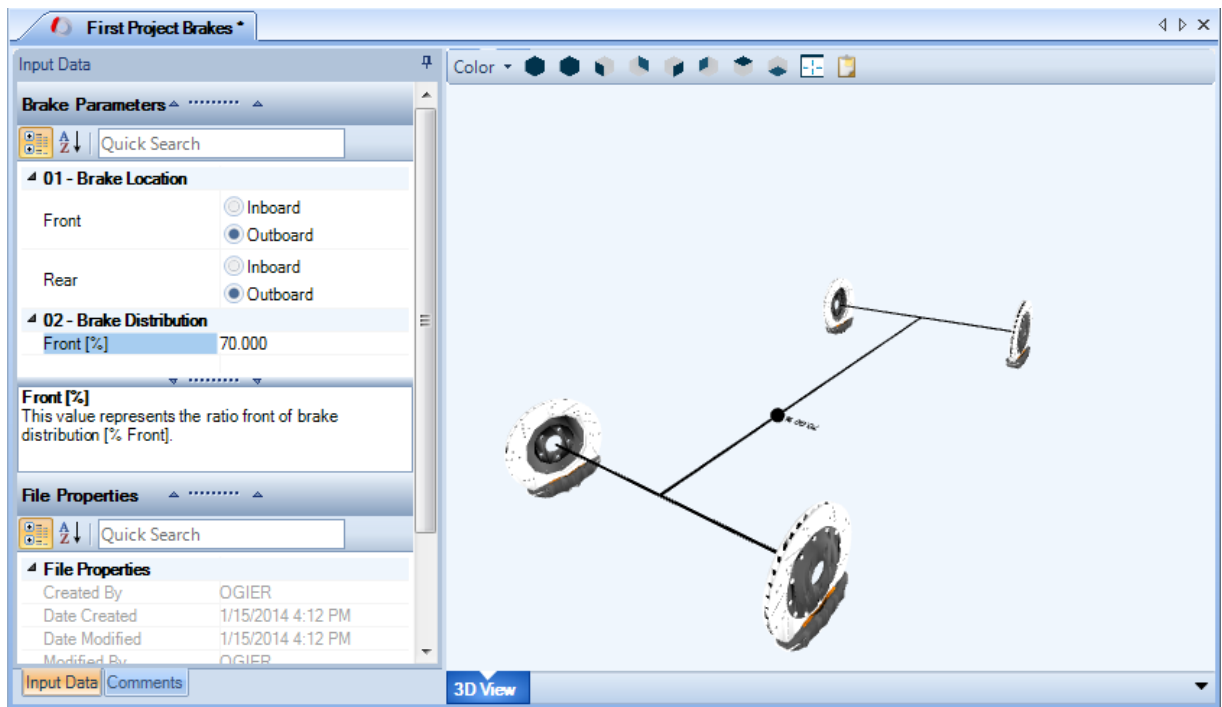 First Project Brakes *
Input Data
Color
Brake Parameters
Quick Search
01 - Brake Location
Front
Inboard
Outboard
Rear
Inboard
Outboard
02 - Brake Distribution
Front [%] 70.000
Front [%]
This value represents the ratio front of brake
distribution [% Front].
File Properties
Quick Search
File Properties
Created By OGIER
Date Created 1/15/2014 4:12 PM
Date Modified 1/15/2014 4:12 PM
Modified By OGIER
Input Data Comments
3D View
70.00 %